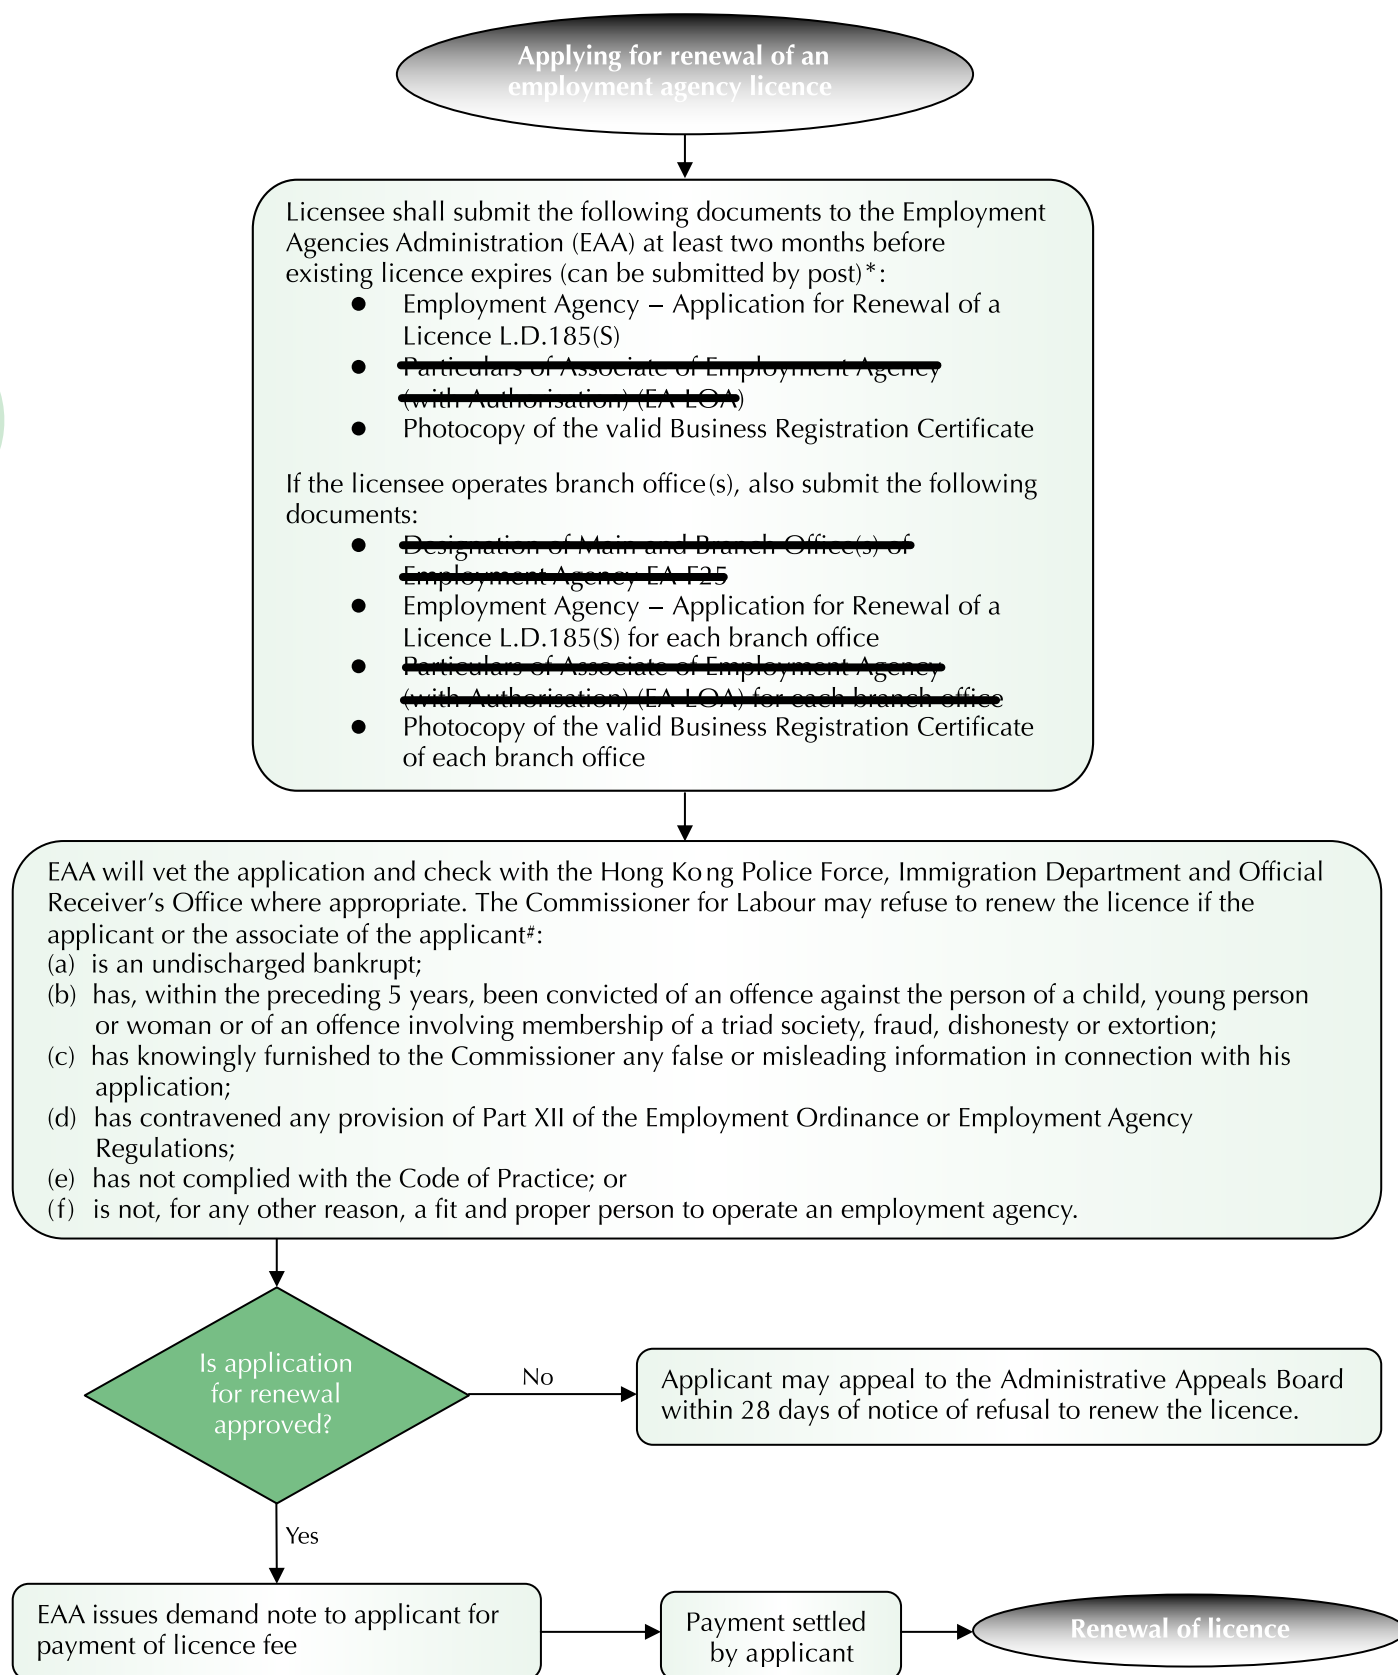 Applying for renewal of an
employment agency licence
Licensee shall submit the following documents to the Employment
Agencies Administration (EAA) at least two months before
existing licence expires (can be submitted by post)*:
● Employment Agency – Application for Renewal of a
Licence L.D.185(S)
● Particulars of Associate of Employment Agency
(with Authorisation) (EA-LOA)
● Photocopy of the valid Business Registration Certificate
If the licensee operates branch office(s), also submit the following
documents:
● Designation of Main and Branch Office(s) of
Employment Agency EA-F25
● Employment Agency – Application for Renewal of a
Licence L.D.185(S) for each branch office
● Particulars of Associate of Employment Agency
(with Authorisation) (EA-LOA) for each branch office
● Photocopy of the valid Business Registration Certificate
of each branch office
EAA will vet the application and check with the Hong Kong Police Force, Immigration Department and Official
Receiver's Office where appropriate. The Commissioner for Labour may refuse to renew the licence if the
applicant or the associate of the applicant#:
(a) is an undischarged bankrupt;
(b) has, within the preceding 5 years, been convicted of an offence against the person of a child, young person
or woman or of an offence involving membership of a triad society, fraud, dishonesty or extortion;
(c) has knowingly furnished to the Commissioner any false or misleading information in connection with his
application;
(d) has contravened any provision of Part XII of the Employment Ordinance or Employment Agency
Regulations;
(e) has not complied with the Code of Practice; or
(f) is not, for any other reason, a fit and proper person to operate an employment agency.
Is application
for renewal
approved?
No
Applicant may appeal to the Administrative Appeals Board
within 28 days of notice of refusal to renew the licence.
Yes
EAA issues demand note to applicant for
payment of licence fee
Payment settled
by applicant
Renewal of licence